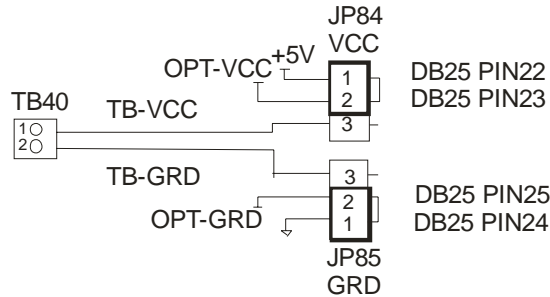 JP84
VCC
+5V
OPT-VCC
1
DB25 PIN22
2
DB25 PIN23
TB40
TB-VCC
1
3
2
TB-GRD
3
2
DB25 PIN25
OPT-GRD
1
DB25 PIN24
JP85
GRD